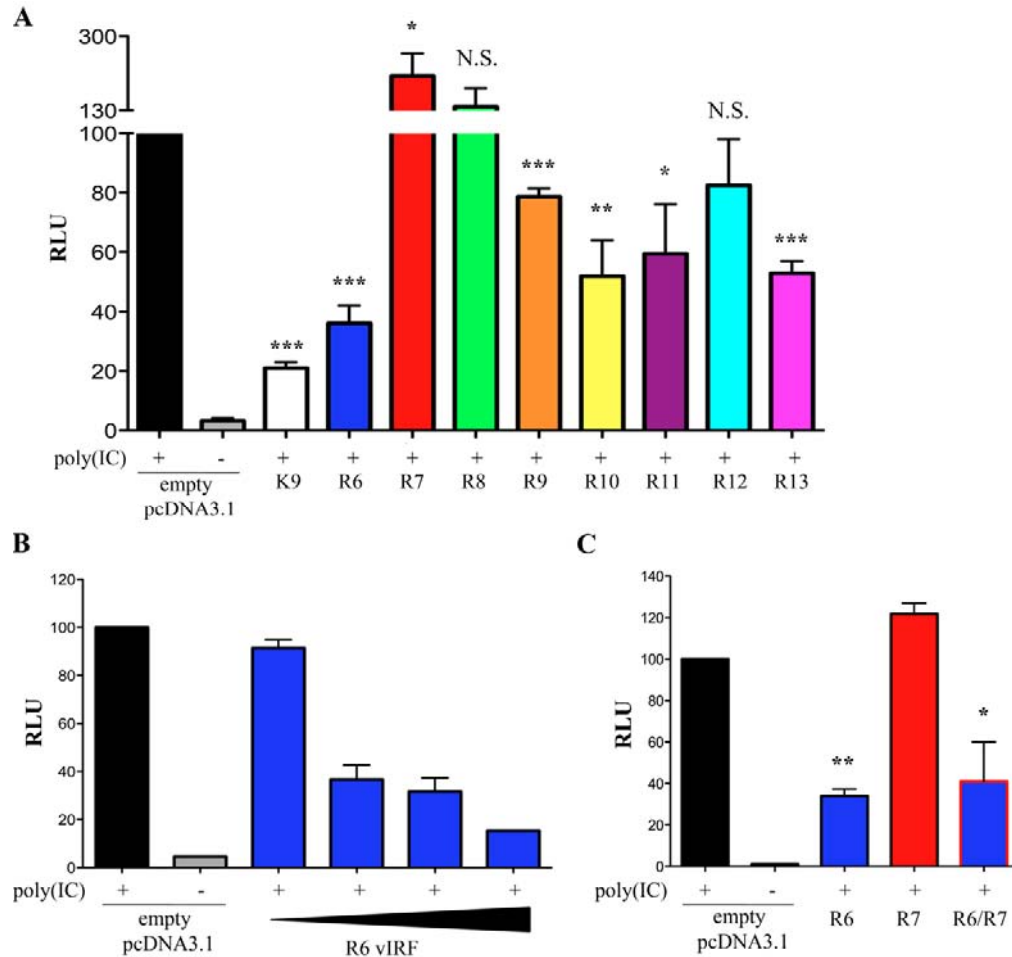 A
300
130
100
80
60
40
20
0
RLU
***
***
*
N.S.
***
**
*
N.S.
***
poly(IC) + - + + + + + + + + +
empty pcDNA3.1 K9 R6 R7 R8 R9 R10 R11 R12 R13
B
120
100
80
60
40
20
0
RLU
poly(IC) + - + + + +
empty
pcDNA3.1
R6 vIRF
C
140
120
100
80
60
40
20
0
RLU
**
*
poly(IC) + - + + +
empty
pcDNA3.1
R6 R7 R6/R7